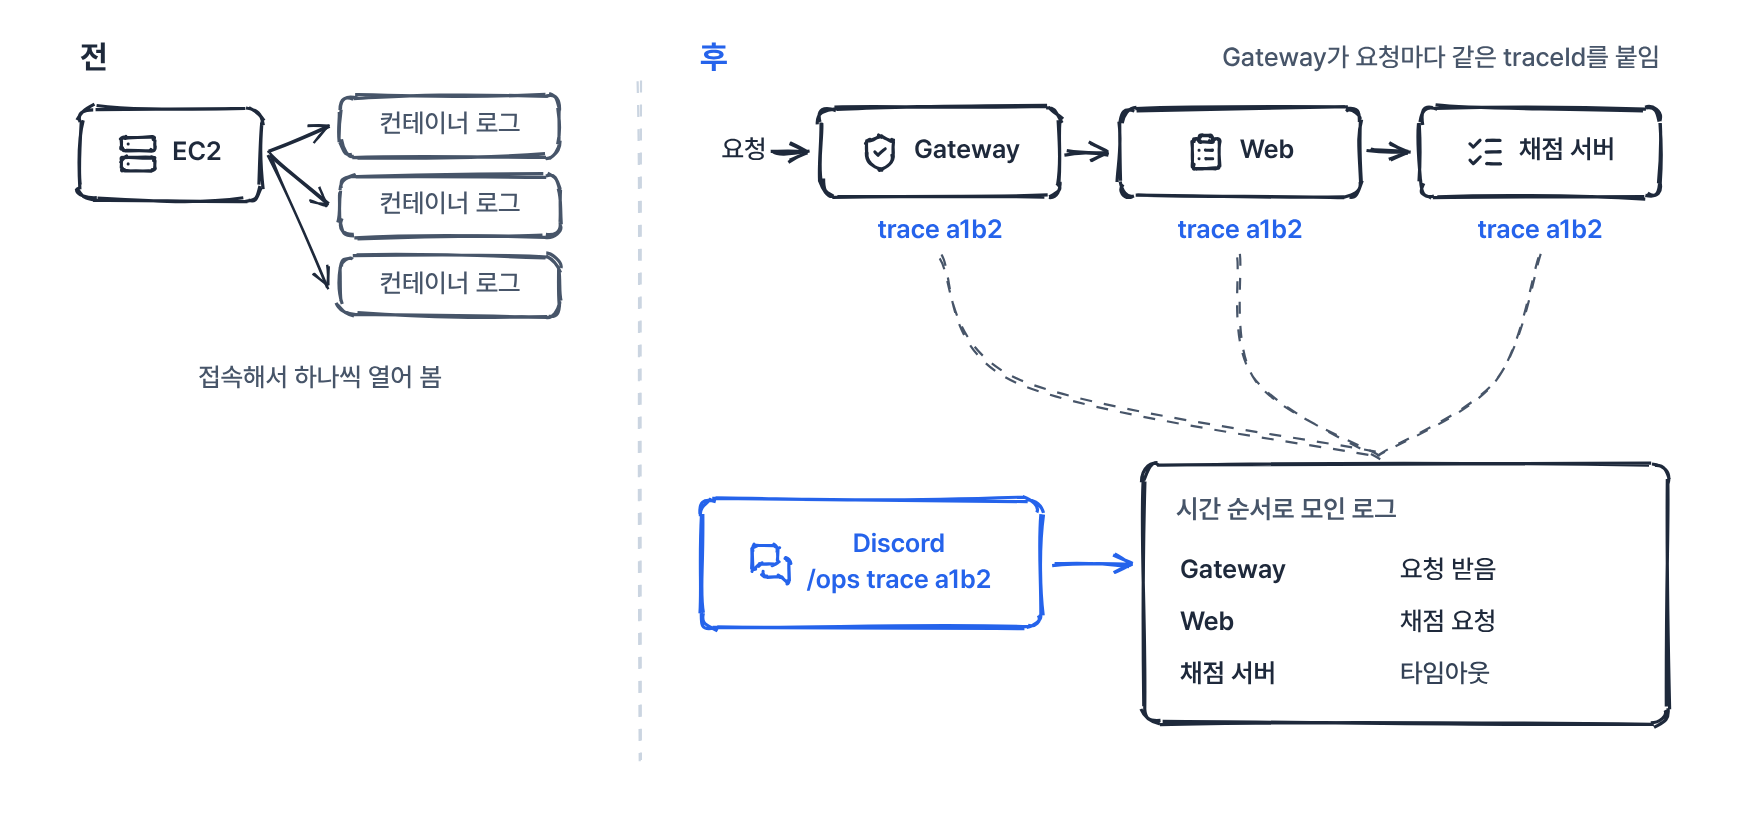 전
EC2
컨테이너 로그
컨테이너 로그
컨테이너 로그
접속해서 하나씩 열어 봄
후
Gateway가 요청마다 같은 traceId를 붙임
요청
Gateway
Web
채점 서버
trace a1b2
trace a1b2
trace a1b2
Discord
/ops trace a1b2
시간 순서로 모인 로그
Gateway 요청 받음
Web 채점 요청
채점 서버 타임아웃